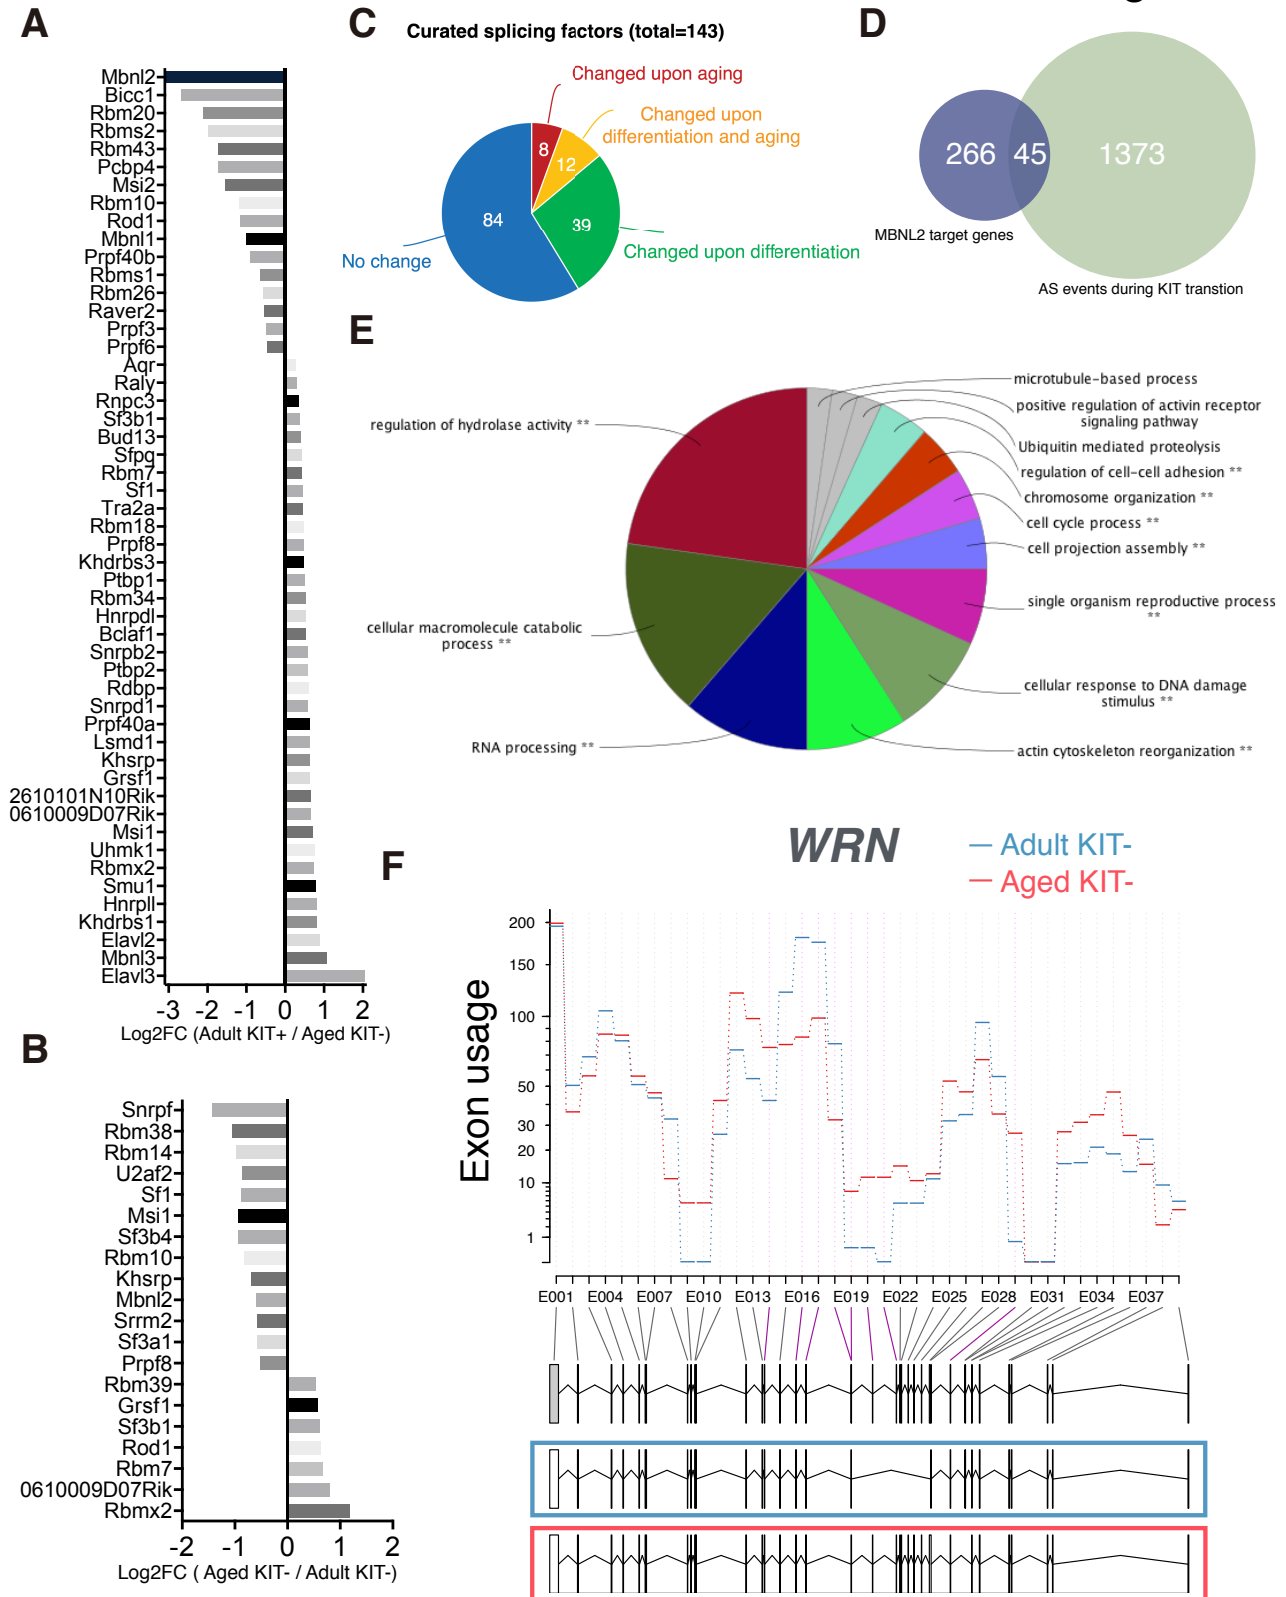 A
Mbnl2
Bicc1
Rbm20
Rbms2
Rbm43
Pcbp4
Msi2
Rbm10
Rod1
Mbnl1
Prpf40b
Rbms1
Rbm26
Raver2
Prpf3
Prpf6
Aqr
Raly
Rnpc3
Sf3b1
Bud13
Sfpq
Rbm7
Sf1
Tra2a
Rbm18
Prpf8
Khdrbs3
Ptbp1
Rbm34
Hnrpdl
Bclaf1
Snrpb2
Ptbp2
Rdbp
Snrpd1
Prpf40a
Lsmd1
Khsrp
Grsf1
2610101N10Rik
0610009D07Rik
Msi1
Uhmk1
Rbmx2
Smu1
Hnrpll
Khdrbs1
Elavl2
Mbnl3
Elavl3
-3 -2 -1 0 1 2
Log2FC (Adult KIT+ / Aged KIT-)
B
Snrpf
Rbm38
Rbm14
U2af2
Sf1
Msi1
Sf3b4
Rbm10
Khsrp
Mbnl2
Srrm2
Sf3a1
Prpf8
Rbm39
Grsf1
Sf3b1
Rod1
Rbm7
0610009D07Rik
Rbmx2
-2 -1 0 1 2
Log2FC ( Aged KIT- / Adult KIT-)
C
Curated splicing factors (total=143)
Changed upon aging
Changed upon
differentiation and aging
8
12
84
39
No change
Changed upon differentiation
D
266 45 1373
MBNL2 target genes
AS events during KIT transtion
E
microtubule-based process
positive regulation of activin receptor
signaling pathway
Ubiquitin mediated proteolysis
regulation of cell-cell adhesion **
chromosome organization **
cell cycle process **
cell projection assembly **
single organism reproductive process
**
cellular response to DNA damage
stimulus **
actin cytoskeleton reorganization **
regulation of hydrolase activity **
cellular macromolecule catabolic
process **
RNA processing **
F
WRN
Adult KIT-
Aged KIT-
Exon usage
200
150
100
50
30
20
10
1
E001 E004 E007 E010 E013 E016 E019 E022 E025 E028 E031 E034 E037